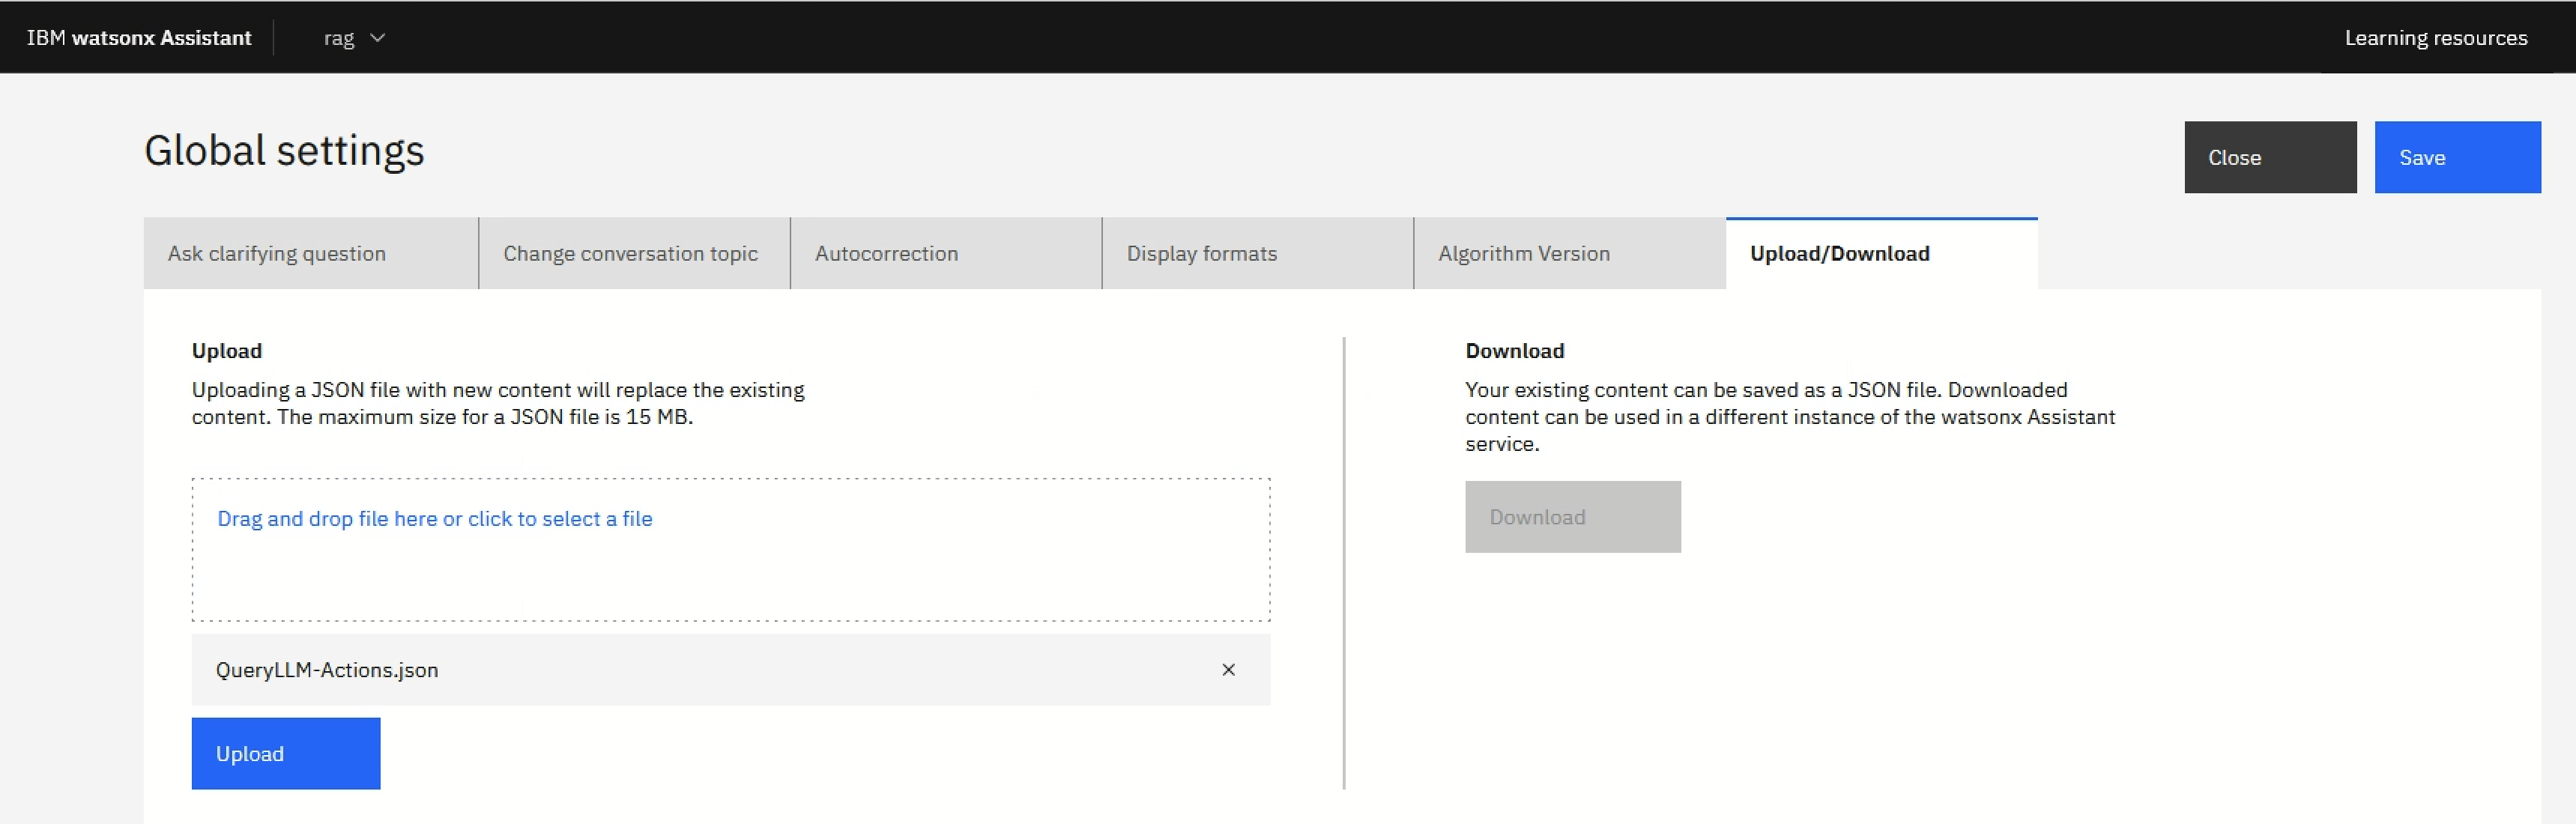 IBM watsonx Assistant
rag
Learning resources
Global settings
Close
Save
Ask clarifying question
Change conversation topic
Autocorrection
Display formats
Algorithm Version
Upload/Download
Upload
Uploading a JSON file with new content will replace the existing
content. The maximum size for a JSON file is 15 MB.
Drag and drop file here or click to select a file
QueryLLM-Actions.json
Upload
Download
Your existing content can be saved as a JSON file. Downloaded
content can be used in a different instance of the watsonx Assistant
service.
Download